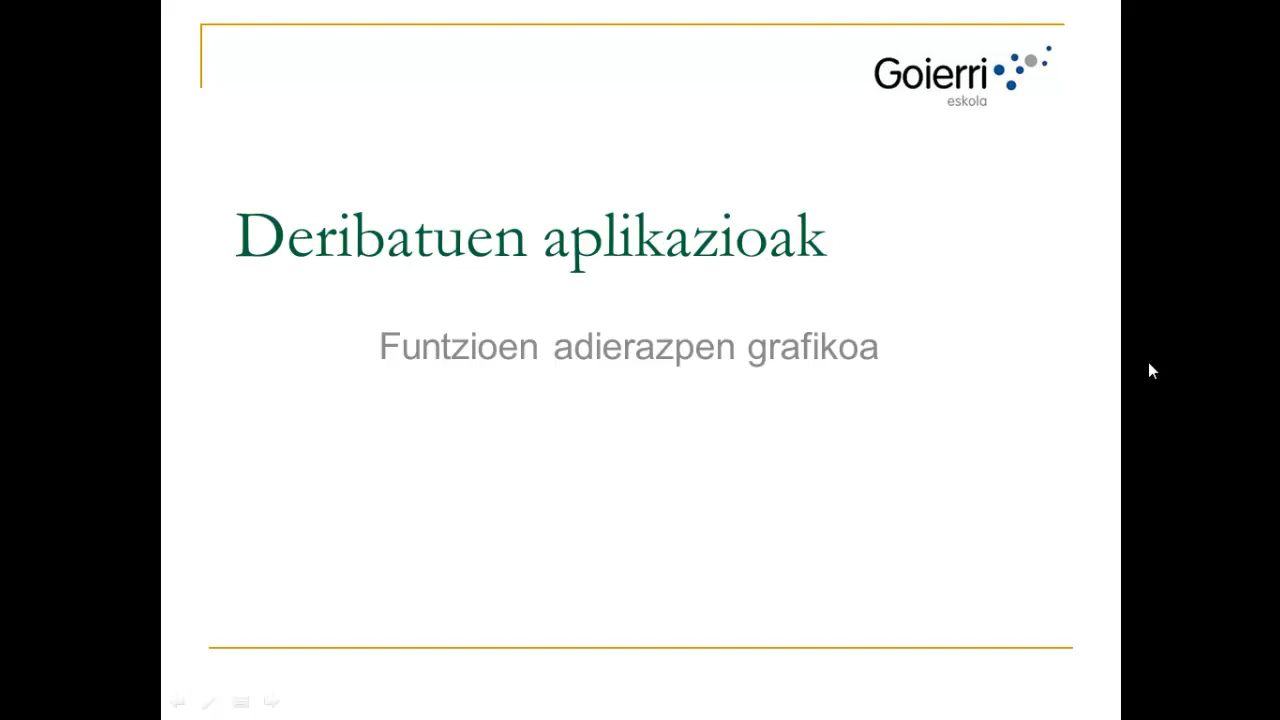 Goierri
eskola
Deribatuen aplikazioak
Funtzioen adierazpen grafikoa